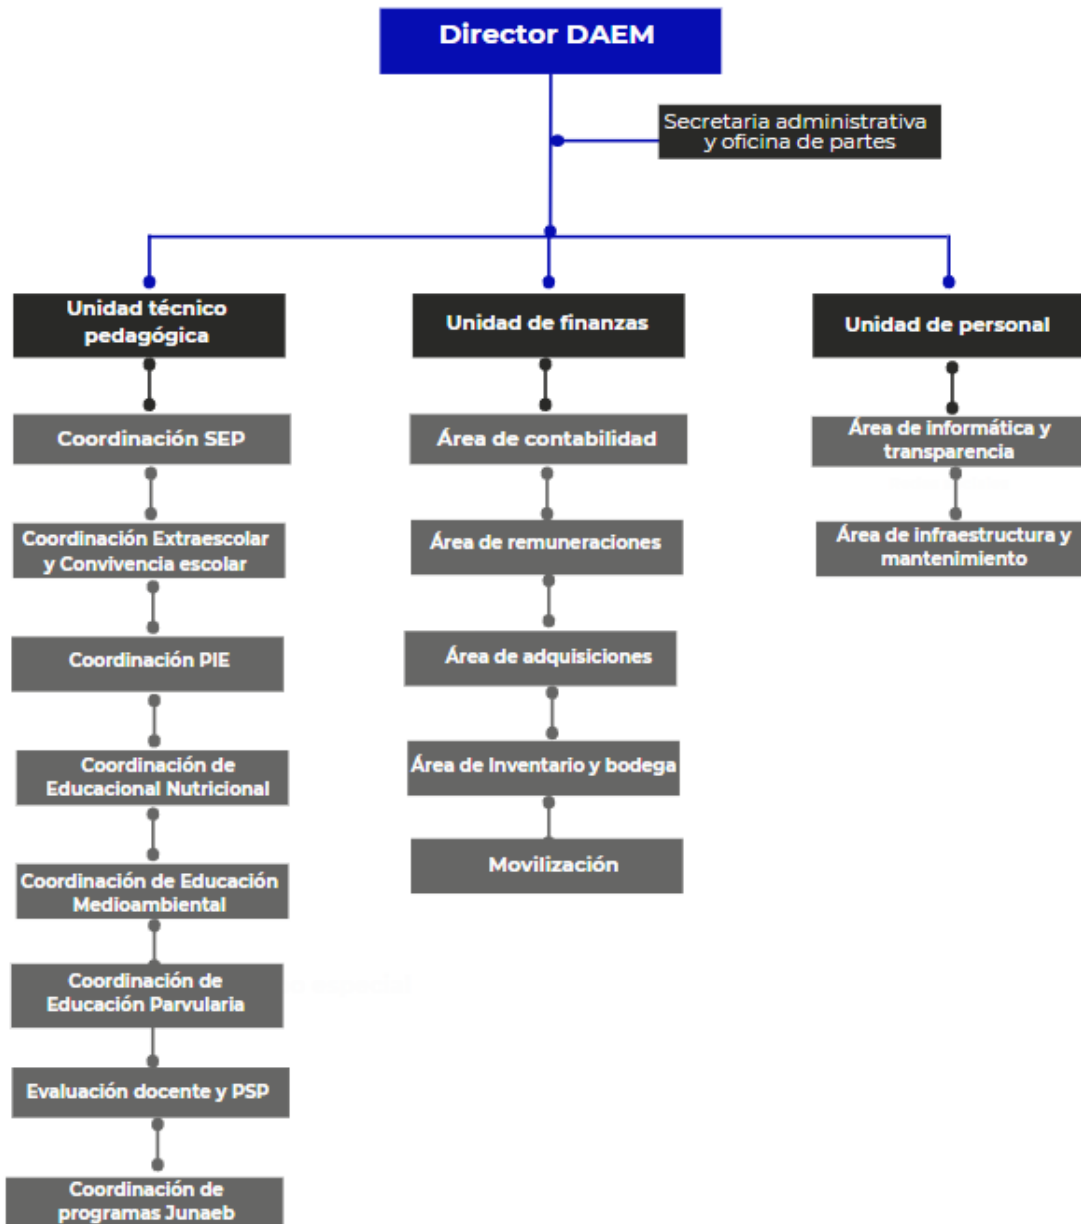 Director DAEM
Secretaria administrativa
y oficina de partes
Unidad técnico
pedagógica
Coordinación SEP
Coordinación Extraescolar
y Convivencia escolar
Coordinación PIE
Coordinación de
Educacional Nutricional
Coordinación de Educación
Medioambiental
Coordinación de
Educación Parvularia
Evaluación docente y PSP
Coordinación de
programas Junaeb
Unidad de finanzas
Área de contabilidad
Área de remuneraciones
Área de adquisiciones
Área de Inventario y bodega
Movilización
Unidad de personal
Área de informática y
transparencia
Área de infraestructura y
mantenimiento